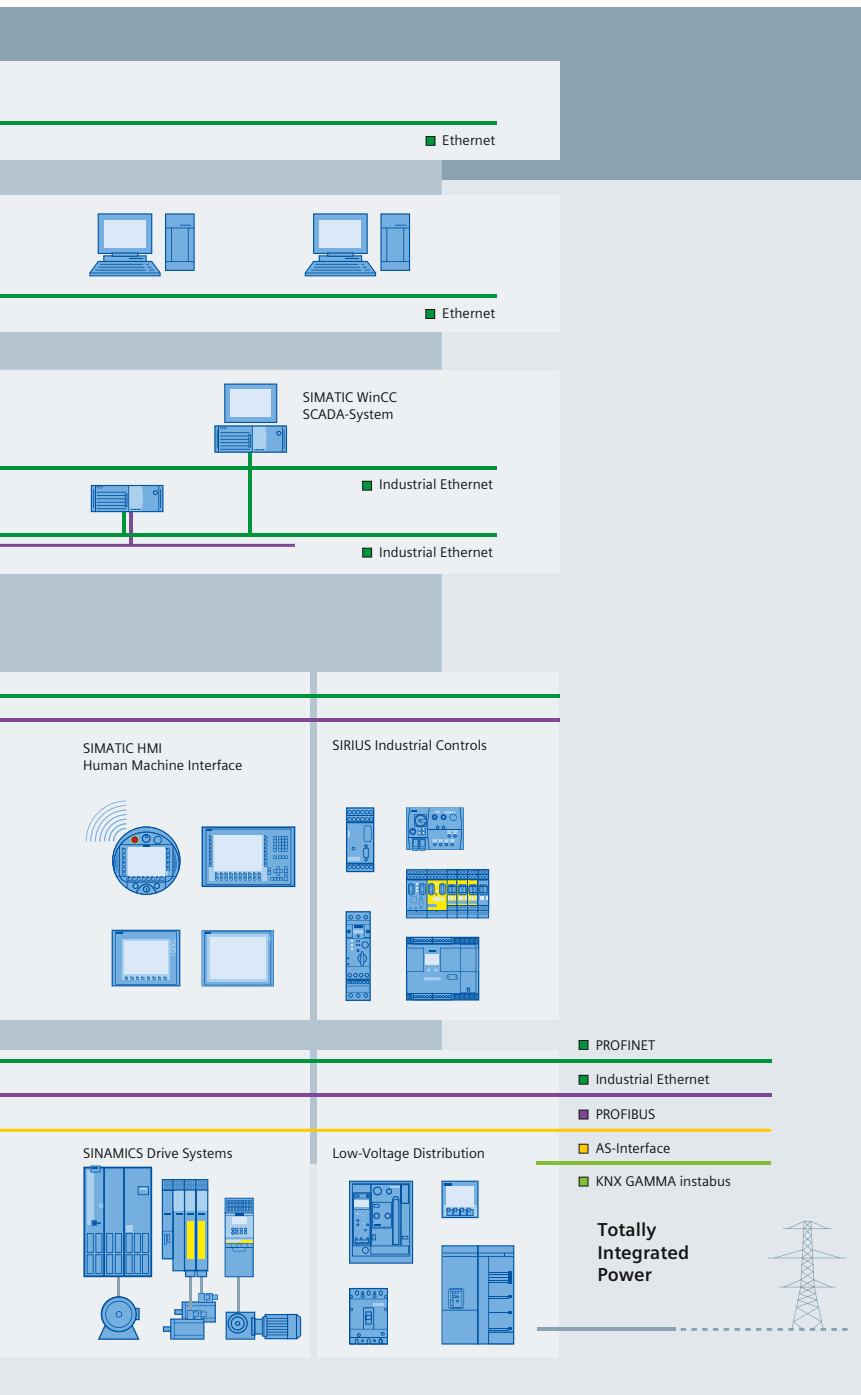 Ethernet
Ethernet
SIMATIC WinCC
SCADA-System
Industrial Ethernet
Industrial Ethernet
SIMATIC HMI
Human Machine Interface
SIRIUS Industrial Controls
PROFINET
Industrial Ethernet
PROFIBUS
AS-Interface
KNX GAMMA instabus
SINAMICS Drive Systems
Low-Voltage Distribution
Totally
Integrated
Power